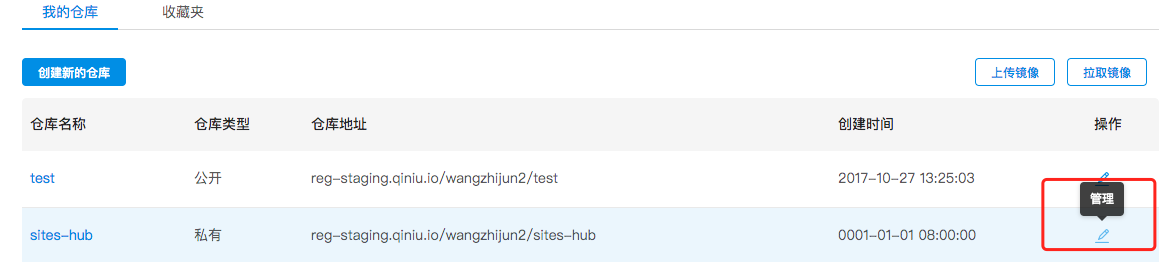 我的仓库 收藏夹
创建新的仓库 上传镜像 拉取镜像
仓库名称 仓库类型 仓库地址 创建时间 操作
test 公开 reg-staging.qiniu.io/wangzhijun2/test 2017-10-27 13:25:03
管理
sites-hub 私有 reg-staging.qiniu.io/wangzhijun2/sites-hub 0001-01-01 08:00:00